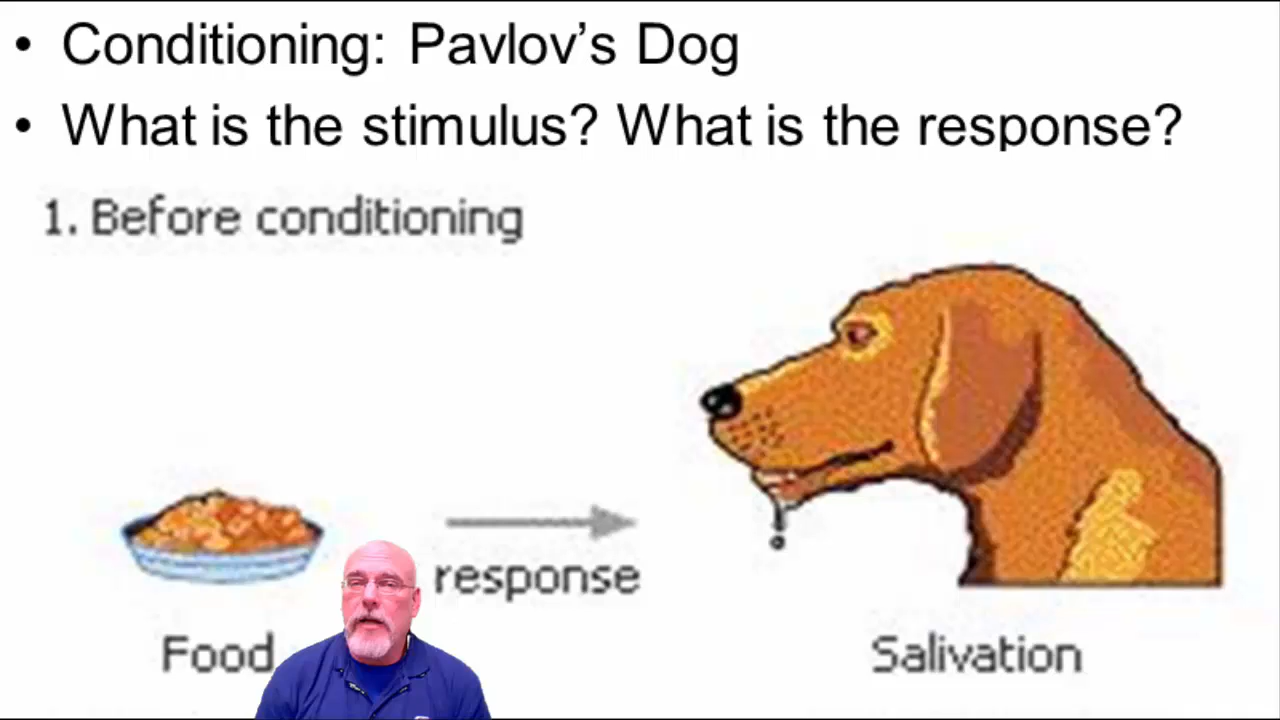 • Conditioning: Pavlov’s Dog
• What is the stimulus? What is the response?
1. Before conditioning
response
Food
Salivation